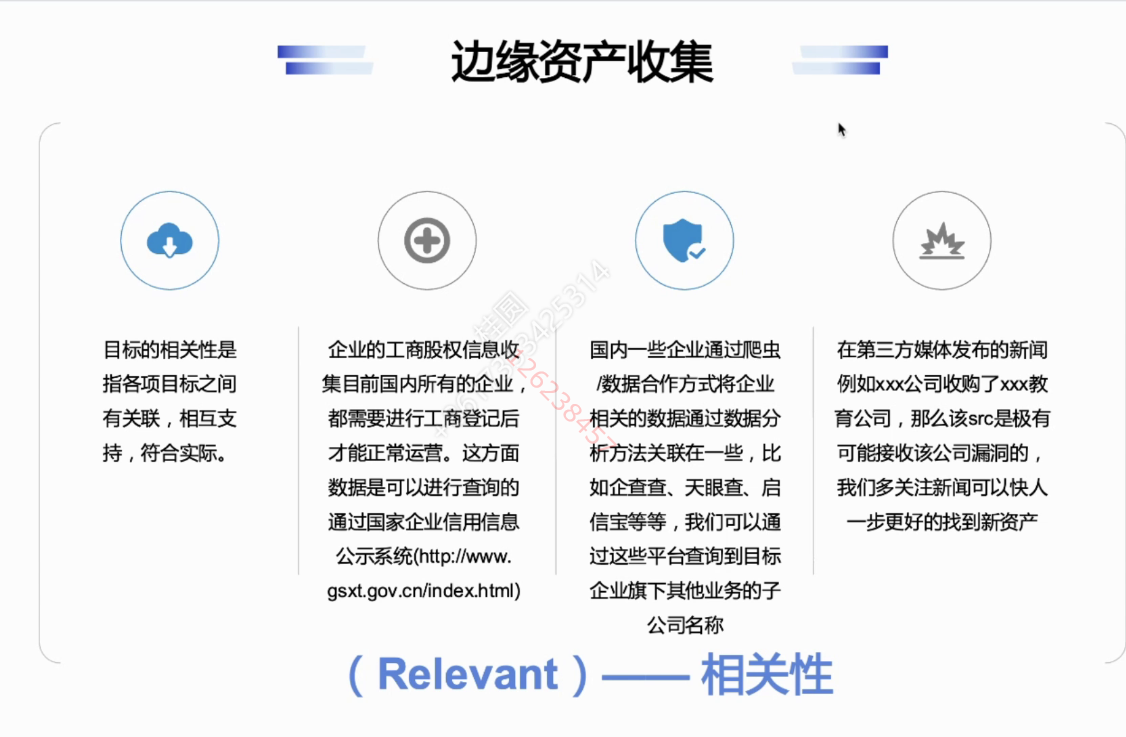 边缘资产收集
目标的相关性是
指各项目标之间
有关联，相互支
持，符合实际。
企业的工商股权信息收
集目前国内所有的企业，
都需要进行工商登记后
才能正常运营。这方面
数据是可以进行查询的
通过国家企业信用信息
公示系统(http://www.
gsxt.gov.cn/index.html)
国内一些企业通过爬虫
/数据合作方式将企业
相关的数据通过数据分
析方法关联在一些，比
如企查查、天眼查、启
信宝等等，我们可以通
过这些平台查询到目标
企业旗下其他业务的子
公司名称
在第三方媒体发布的新闻
例如xxx公司收购了xxx教
育公司，那么该src是极有
可能接收该公司漏洞的，
我们多关注新闻可以快人
一步更好的找到新资产
（Relevant）—— 相关性